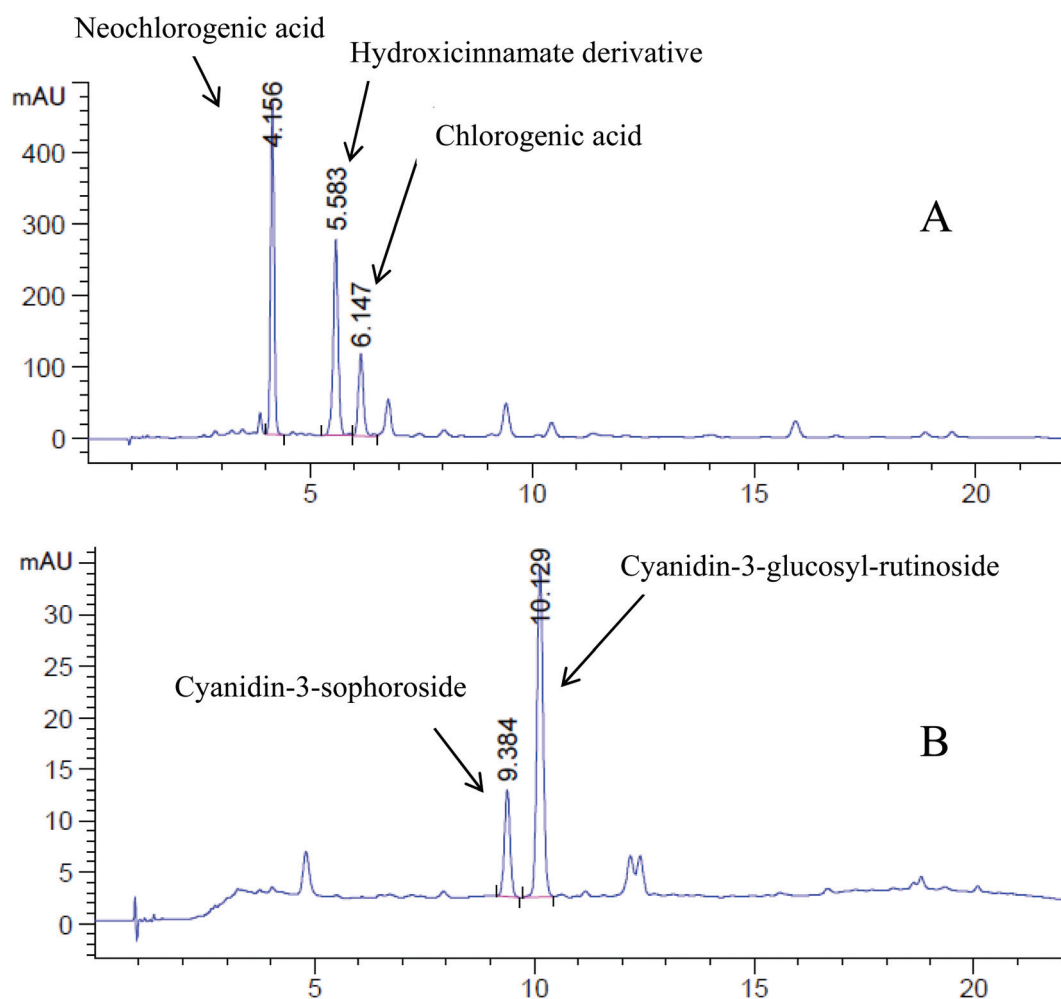 Neochlorogenic acid
Hydroxicinnamate derivative
Chlorogenic acid
mAU
4.156
5.583
6.147
A
400
300
200
100
0
5
10
15
20
mAU
Cyanidin-3-glucosyl-rutinoside
10.129
Cyanidin-3-sophoroside
9.384
B
30
25
20
15
10
5
0
5
10
15
20